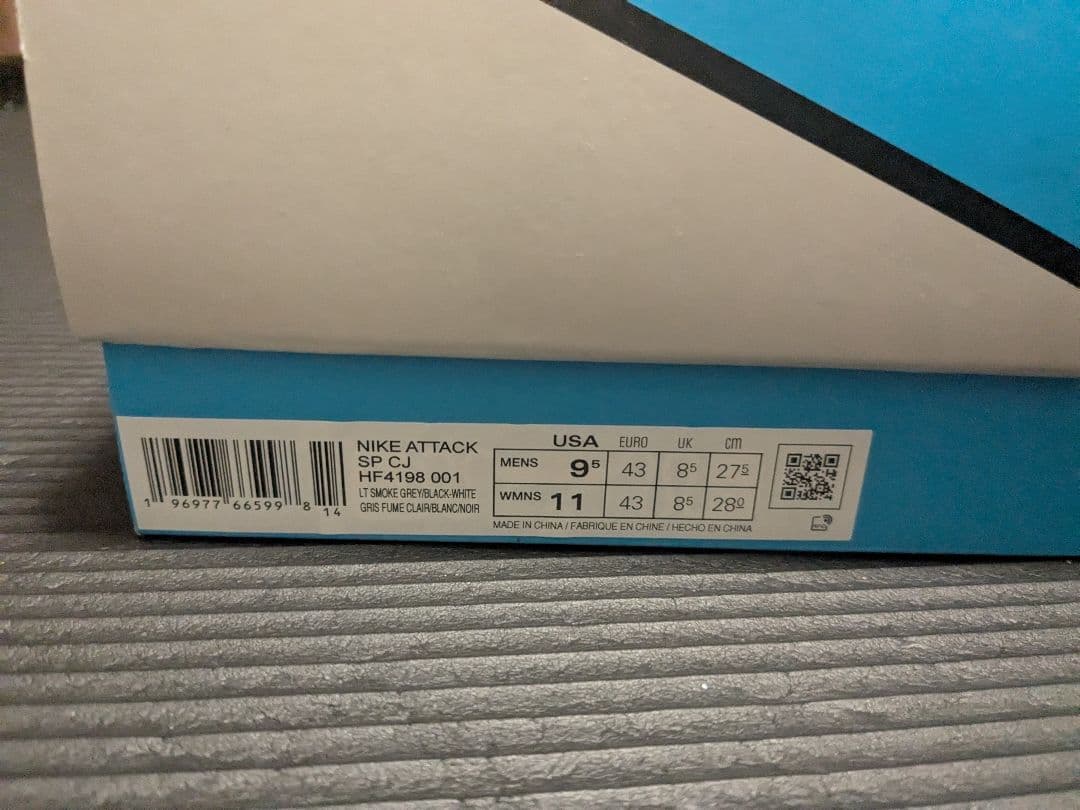 NIKE ATTACK
SP CJ
HF4198 001
LT SMOKE GREY/BLACK-WHITE
GRIS FUME CLAIR/BLANC/NOIR
1 96977 66599 8 14
USA EURO UK cm
MENS 9⁵ 43 8⁵ 27⁵
WMNS 11 43 8⁵ 28⁰
MADE IN CHINA / FABRIQUE EN CHINE / HECHO EN CHINA